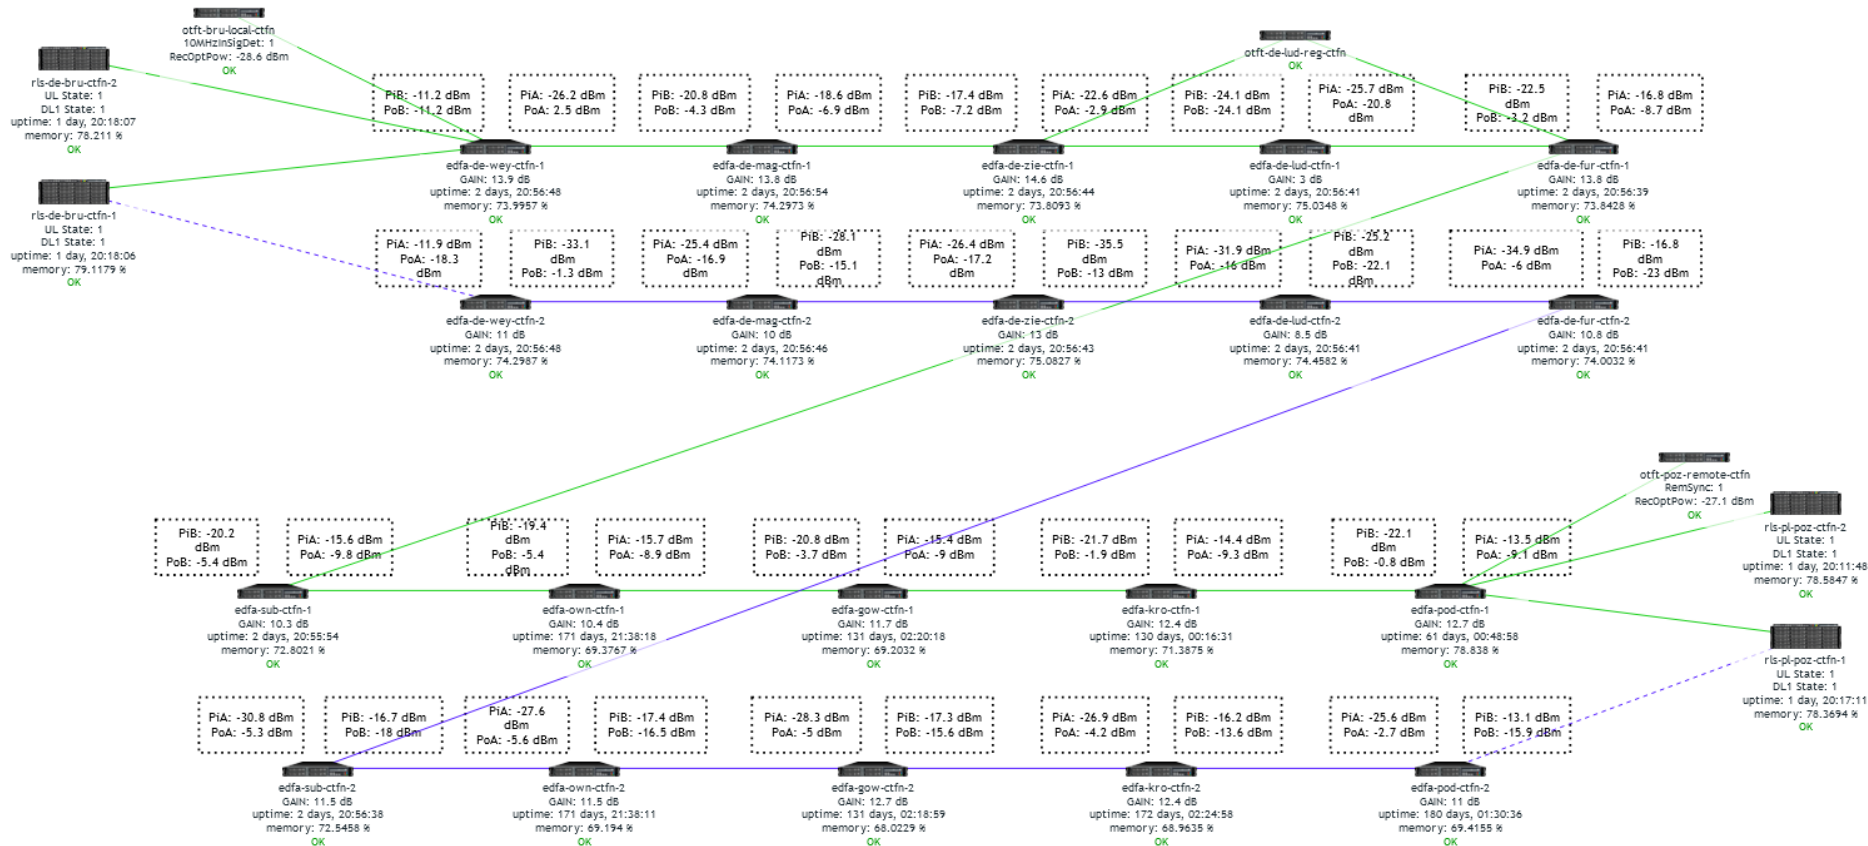 otft-bru-local-ctfn
10MHzInSigDet: 1
RecOptPow: -28.6 dBm
OK
rls-de-bru-ctfn-2
UL State: 1
DL1 State: 1
uptime: 1 day, 20:18:07
memory: 78.211 %
OK
rls-de-bru-ctfn-1
UL State: 1
DL1 State: 1
uptime: 1 day, 20:18:06
memory: 79.1179 %
OK
otft-de-lud-reg-ctfn
OK
PiB: -11.2 dBm
PoB: -11.2 dBm
PiA: -26.2 dBm
PoA: 2.5 dBm
edfa-de-wey-ctfn-1
GAIN: 13.9 dB
uptime: 2 days, 20:56:48
memory: 73.9957 %
OK
PiB: -20.8 dBm
PoB: -4.3 dBm
PiA: -18.6 dBm
PoA: -6.9 dBm
edfa-de-mag-ctfn-1
GAIN: 13.8 dB
uptime: 2 days, 20:56:54
memory: 74.2973 %
OK
PiB: -17.4 dBm
PoB: -7.2 dBm
PiA: -22.6 dBm
PoA: -2.9 dBm
edfa-de-zie-ctfn-1
GAIN: 14.6 dB
uptime: 2 days, 20:56:44
memory: 73.8093 %
OK
PiB: -24.1 dBm
PoB: -24.1 dBm
PiA: -25.7 dBm
PoA: -20.8
dBm
edfa-de-lud-ctfn-1
GAIN: 3 dB
uptime: 2 days, 20:56:41
memory: 75.0348 %
OK
PiB: -22.5
dBm
PoB: -3.2 dBm
PiA: -16.8 dBm
PoA: -8.7 dBm
edfa-de-fur-ctfn-1
GAIN: 13.8 dB
uptime: 2 days, 20:56:39
memory: 73.8428 %
OK
PiA: -11.9 dBm
PoA: -18.3
dBm
PiB: -33.1
dBm
PoB: -1.3 dBm
edfa-de-wey-ctfn-2
GAIN: 11 dB
uptime: 2 days, 20:56:48
memory: 74.2987 %
OK
PiA: -25.4 dBm
PoA: -16.9
dBm
PiB: -28.1
dBm
PoB: -15.1
dBm
edfa-de-mag-ctfn-2
GAIN: 10 dB
uptime: 2 days, 20:56:46
memory: 74.1173 %
OK
PiA: -26.4 dBm
PoA: -17.2
dBm
PiB: -35.5
dBm
PoB: -13 dBm
edfa-de-zie-ctfn-2
GAIN: 13 dB
uptime: 2 days, 20:56:43
memory: 75.0827 %
OK
PiA: -31.9 dBm
PoA: -16 dBm
PiB: -25.2
dBm
PoB: -22.1
dBm
edfa-de-lud-ctfn-2
GAIN: 8.5 dB
uptime: 2 days, 20:56:41
memory: 74.4582 %
OK
PiA: -34.9 dBm
PoA: -6 dBm
PiB: -16.8
dBm
PoB: -23 dBm
edfa-de-fur-ctfn-2
GAIN: 10.8 dB
uptime: 2 days, 20:56:41
memory: 74.0032 %
OK
otft-poz-remote-ctfn
RemSync: 1
RecOptPow: -27.1 dBm
OK
rls-pl-poz-ctfn-2
UL State: 1
DL1 State: 1
uptime: 1 day, 20:11:48
memory: 78.5847 %
OK
rls-pl-poz-ctfn-1
UL State: 1
DL1 State: 1
uptime: 1 day, 20:17:11
memory: 78.3694 %
OK
PiB: -20.2
dBm
PoB: -5.4 dBm
PiA: -15.6 dBm
PoA: -9.8 dBm
edfa-sub-ctfn-1
GAIN: 10.3 dB
uptime: 2 days, 20:55:54
memory: 72.8021 %
OK
PiB: -19.4
dBm
PoB: -5.4
dBm
PiA: -15.7 dBm
PoA: -8.9 dBm
edfa-own-ctfn-1
GAIN: 10.4 dB
uptime: 171 days, 21:38:18
memory: 69.3767 %
OK
PiB: -20.8 dBm
PoB: -3.7 dBm
PiA: -15.4 dBm
PoA: -9 dBm
edfa-gow-ctfn-1
GAIN: 11.7 dB
uptime: 131 days, 02:20:18
memory: 69.2032 %
OK
PiB: -21.7 dBm
PoB: -1.9 dBm
PiA: -14.4 dBm
PoA: -9.3 dBm
edfa-kro-ctfn-1
GAIN: 12.4 dB
uptime: 130 days, 00:16:31
memory: 71.3875 %
OK
PiB: -22.1
dBm
PoB: -0.8 dBm
PiA: -13.5 dBm
PoA: -9.1 dBm
edfa-pod-ctfn-1
GAIN: 12.7 dB
uptime: 61 days, 00:48:58
memory: 78.838 %
OK
PiA: -30.8 dBm
PoA: -5.3 dBm
PiB: -16.7 dBm
PoB: -18 dBm
edfa-sub-ctfn-2
GAIN: 11.5 dB
uptime: 2 days, 20:56:38
memory: 72.5458 %
OK
PiA: -27.6
dBm
PoA: -5.6 dBm
PiB: -17.4 dBm
PoB: -16.5 dBm
edfa-own-ctfn-2
GAIN: 11.5 dB
uptime: 171 days, 21:38:11
memory: 69.194 %
OK
PiA: -28.3 dBm
PoA: -5 dBm
PiB: -17.3 dBm
PoB: -15.6 dBm
edfa-gow-ctfn-2
GAIN: 12.7 dB
uptime: 131 days, 02:18:59
memory: 68.0229 %
OK
PiA: -26.9 dBm
PoA: -4.2 dBm
PiB: -16.2 dBm
PoB: -13.6 dBm
edfa-kro-ctfn-2
GAIN: 12.4 dB
uptime: 172 days, 02:24:58
memory: 68.9635 %
OK
PiA: -25.6 dBm
PoA: -2.7 dBm
PiB: -13.1 dBm
PoB: -15.9 dBm
edfa-pod-ctfn-2
GAIN: 11 dB
uptime: 180 days, 01:30:36
memory: 69.4155 %
OK